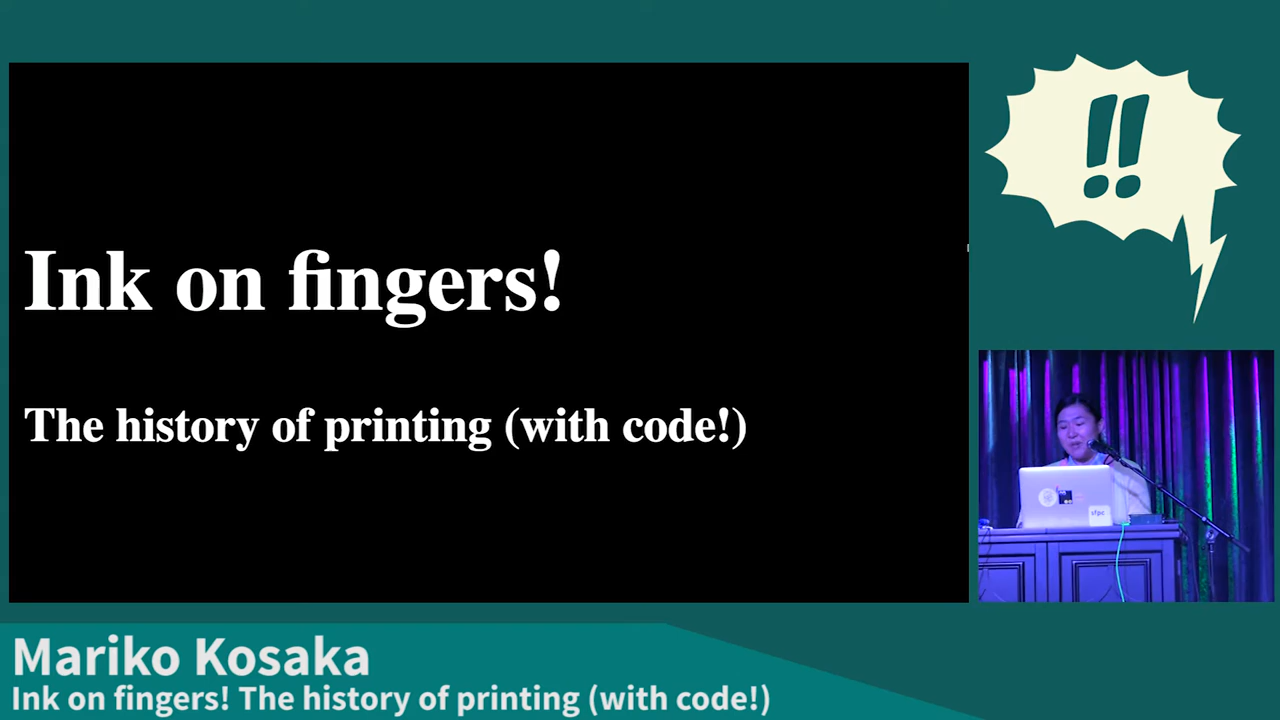 Ink on fingers!
The history of printing (with code!)
!!
sfpc
Mariko Kosaka
Ink on fingers! The history of printing (with code!)